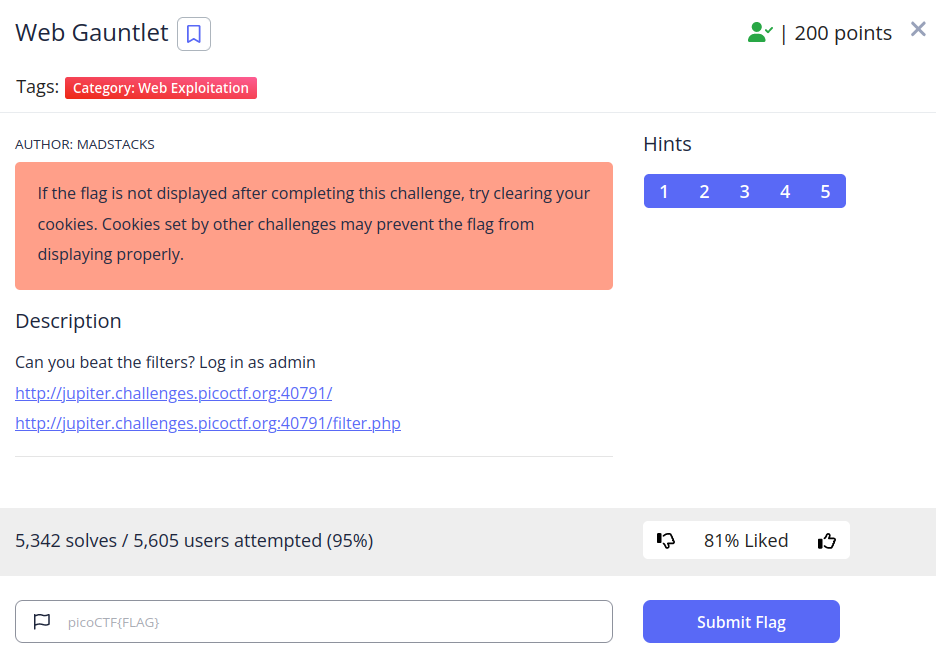 Web Gauntlet
| 200 points
Tags: Category: Web Exploitation
AUTHOR: MADSTACKS
If the flag is not displayed after completing this challenge, try clearing your
cookies. Cookies set by other challenges may prevent the flag from
displaying properly.
Hints
1 2 3 4 5
Description
Can you beat the filters? Log in as admin
http://jupiter.challenges.picoctf.org:40791/
http://jupiter.challenges.picoctf.org:40791/filter.php
5,342 solves / 5,605 users attempted (95%)
81% Liked
picoCTF{FLAG}
Submit Flag